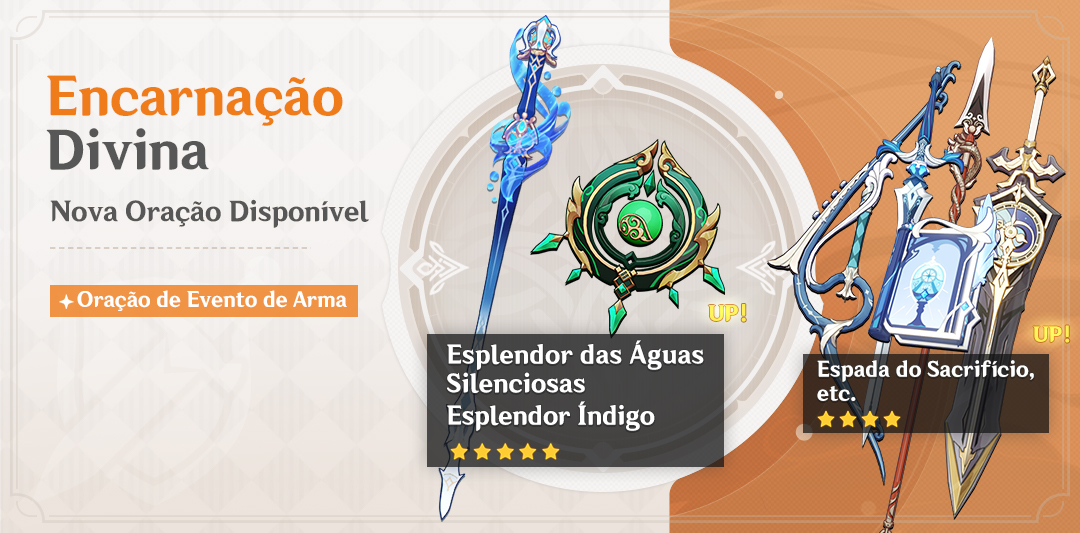 Encarnação
Divina
Nova Oração Disponível
Oração de Evento de Arma
UP!
Esplendor das Águas
Silenciosas
Esplendor Índigo
UP!
Espada do Sacrifício,
etc.